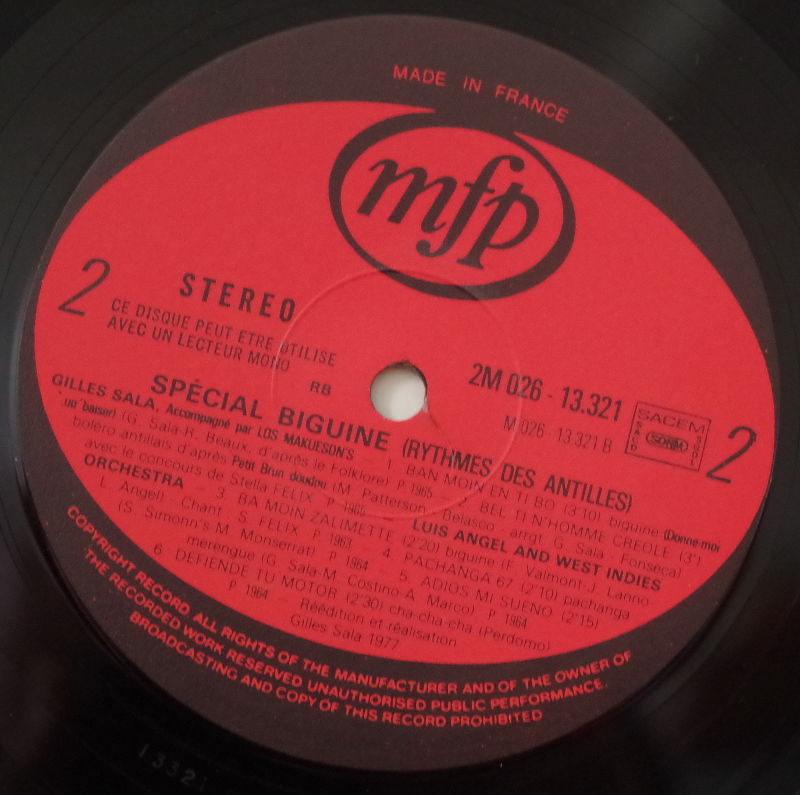 MADE IN FRANCE
mfp
2
STEREO
CE DISQUE PEUT ETRE UTILISE
AVEC UN LECTEUR MONO
RB
2M 026 - 13.321
M 026 - 13.321 B
SACEM
SACD SDRM SGDL
2
SPÉCIAL BIGUINE (RYTHMES DES ANTILLES)
GILLES SALA, Accompagné par LOS MAKUESON'S - 1. BAN MOIN EN TI BO (3'10) biguine (Donne-moi
un baiser) (G. Sala-R. Beaux, d'après le Folklore) P 1965 - 2. BEL TI N'HOMME CREOLE (3')
boléro antillais d'après Petit Brun doudou (M. Patterson - Belasco - arrgt G. Sala - Fonseca)
avec le concours de Stella FELIX P 1966 - LUIS ANGEL AND WEST INDIES
ORCHESTRA - 3. BA MOIN ZALIMETTE (2'20) biguine (F. Valmont-J. Lanno-
L. Angel) - Chant : S. FELIX P 1963 - 4. PACHANGA 67 (2'10) pachanga
(S. Simonn's-M. Monserrat) P 1964 - 5. ADIOS MI SUENO (2'15)
merengue (G. Sala-M. Costino-A. Marco) P 1964
6. DEFIENDE TU MOTOR (2'30) cha-cha-cha (Perdomo)
P 1964 - Réédition et réalisation
Gilles Sala 1977
COPYRIGHT RECORD ALL RIGHTS OF THE MANUFACTURER AND OF THE OWNER OF
THE RECORDED WORK RESERVED UNAUTHORISED PUBLIC PERFORMANCE,
BROADCASTING AND COPY OF THIS RECORD PROHIBITED
1332